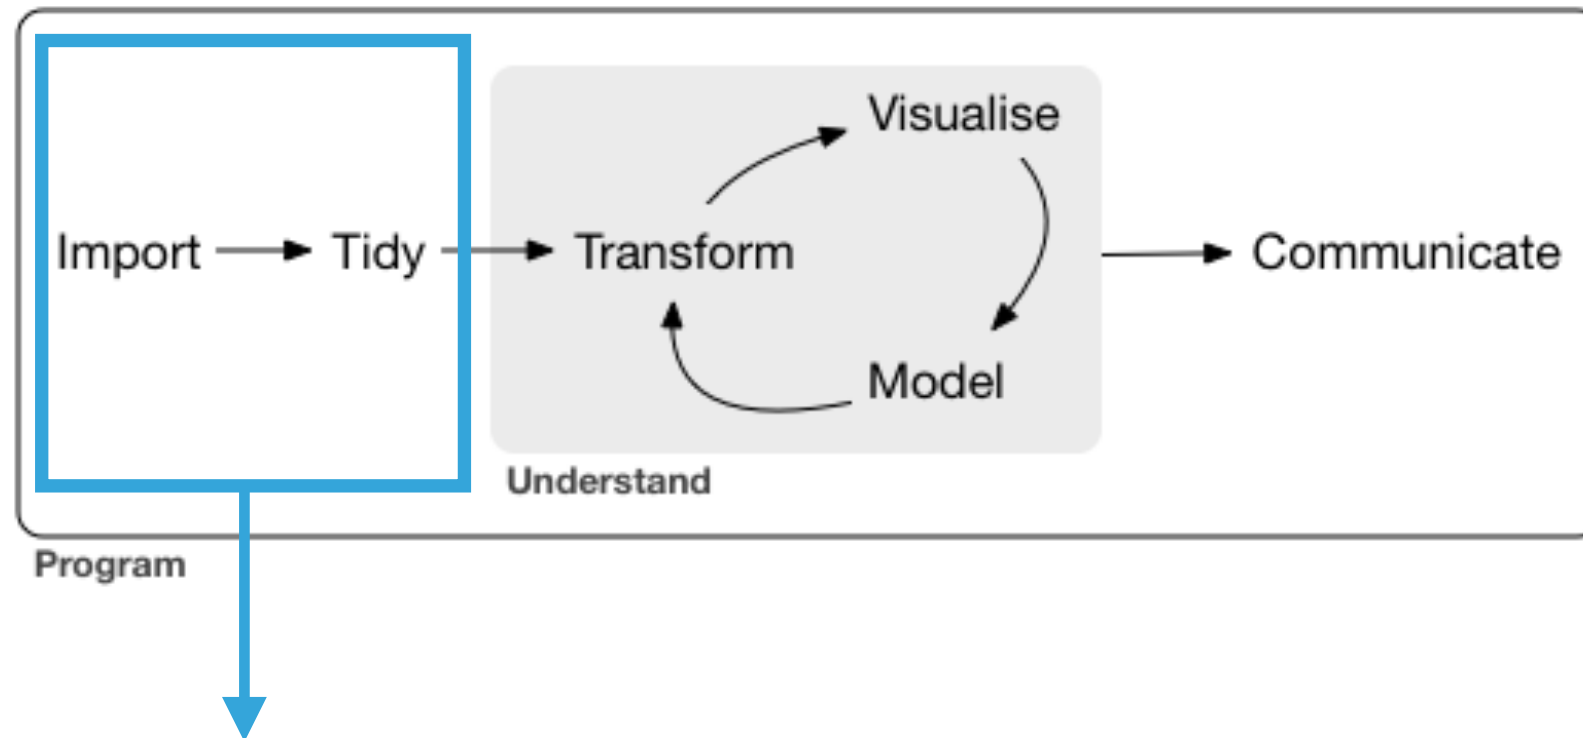 Visualise
Import Tidy Transform Communicate
Model
Understand
Program